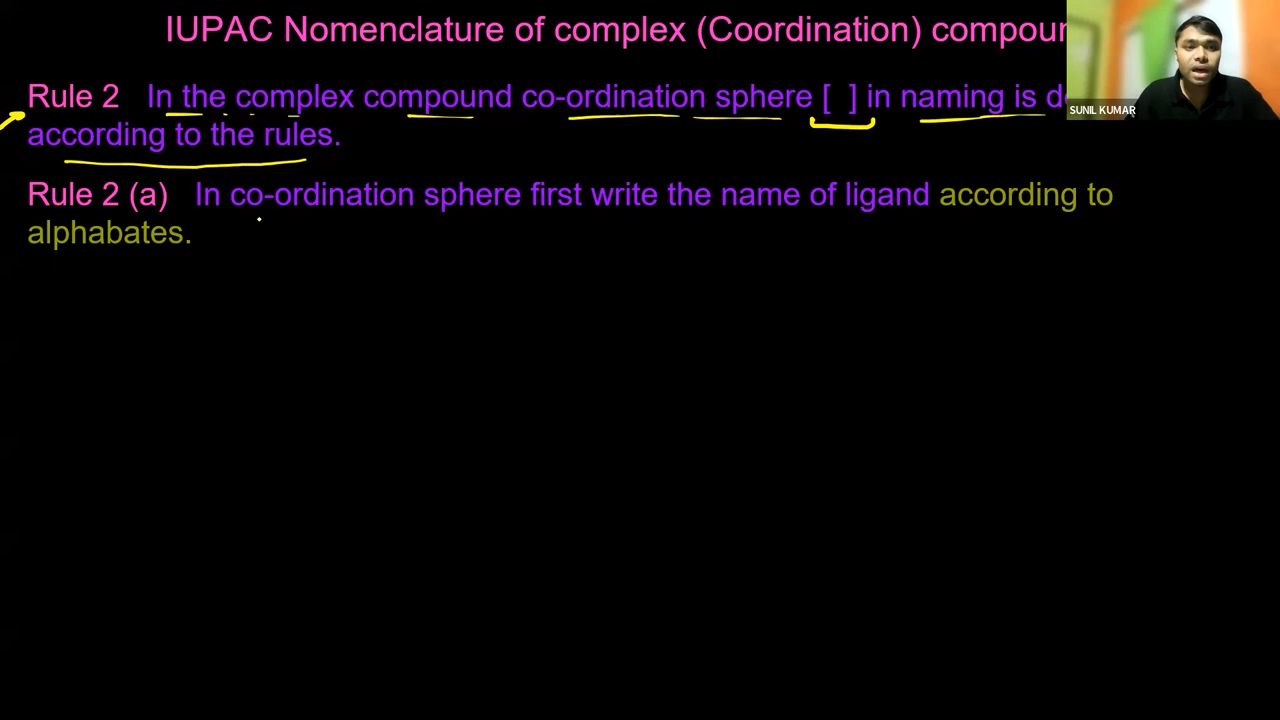 IUPAC Nomenclature of complex (Coordination)
Rule 2 In the complex compound co-ordination sphere [ ] in naming is
according to the rules.
SUNIL KUMAR
Rule 2 (a) In co-ordination sphere first write the name of ligand according to
alphabates.